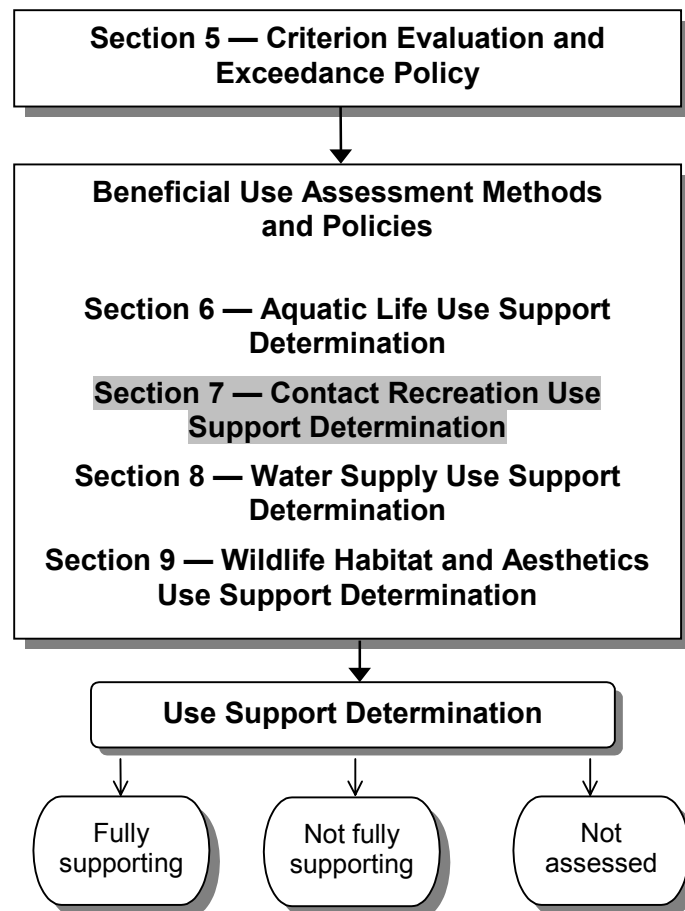 Section 5 — Criterion Evaluation and
Exceedance Policy
Beneficial Use Assessment Methods
and Policies
Section 6 — Aquatic Life Use Support
Determination
Section 7 — Contact Recreation Use
Support Determination
Section 8 — Water Supply Use Support
Determination
Section 9 — Wildlife Habitat and Aesthetics
Use Support Determination
Use Support Determination
Fully
supporting
Not fully
supporting
Not
assessed